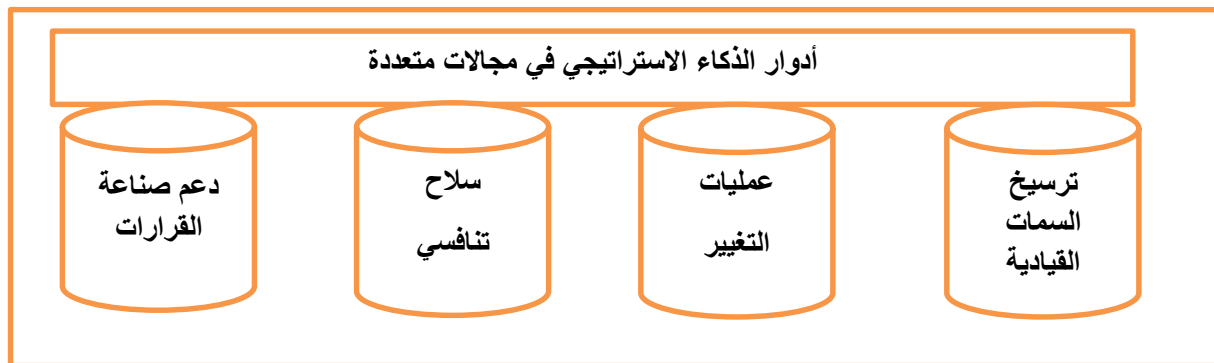 أدوار الذكاء الاستراتيجي في مجالات متعددة
ترسيخ
السمات
القيادية
عمليات
التغيير
سلاح
تنافسي
دعم صناعة
القرارات